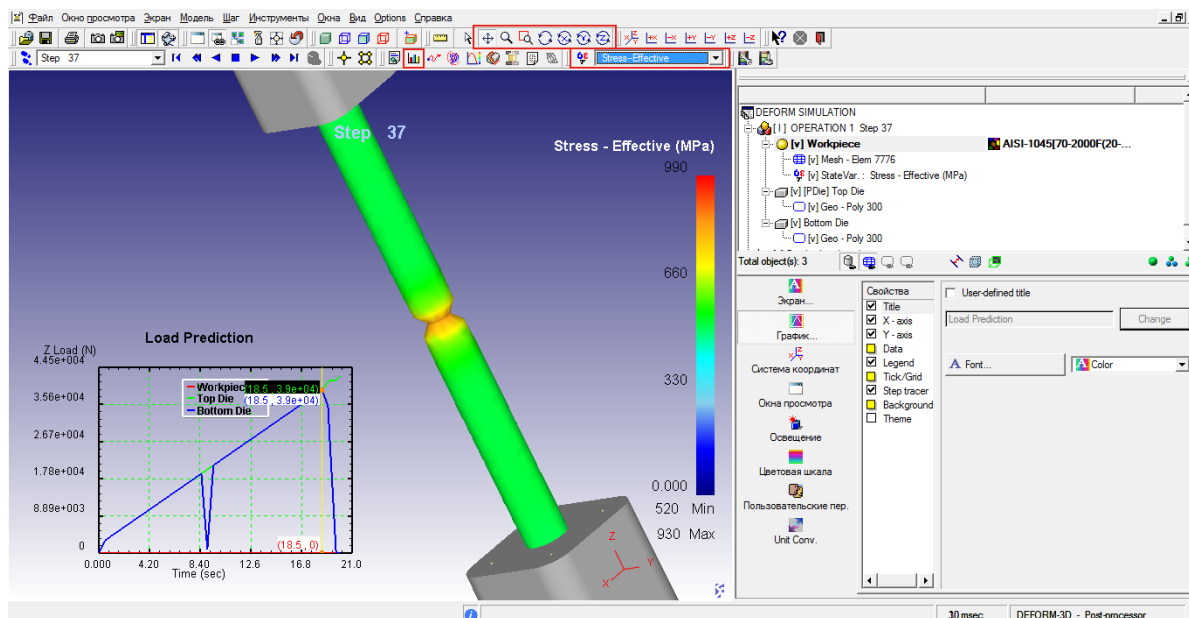 Файл Окно просмотра Экран Модель Шаг Инструменты Окна Вид Options Справка
Step 37
Stress--Effective
Step 37
Stress - Effective (MPa)
990
660
330
0.000
520 Min
930 Max
Z
Y
X
Load Prediction
Z Load (N)
4.45e+004
3.56e+004
2.67e+004
1.78e+004
8.89e+003
0
Workpiec
Top Die
Bottom Die
(18.5 , 3.9e+04)
(18.5 , 3.9e+04)
(18.5, 0)
0.000 4.20 8.40 12.6 16.8 21.0
Time (sec)
DEFORM SIMULATION
[I] OPERATION 1 Step 37
[v] Workpiece AISI-1045[70-2000F(20-...
[v] Mesh - Elem 7776
[v] StateVar. : Stress - Effective (MPa)
[v] [PDie] Top Die
[v] Geo - Poly 300
[v] Bottom Die
[v] Geo - Poly 300
Total object(s): 3
Экран...
График...
Система координат
Окна просмотра
Освещение
Цветовая шкала
Пользовательские пер.
Unit Conv.
Свойства
Title
X - axis
Y - axis
Data
Legend
Tick/Grid
Step tracer
Background
Theme
User-defined title
Load Prediction Change
A Font... Color
30 msec DEFORM-3D - Post-processor